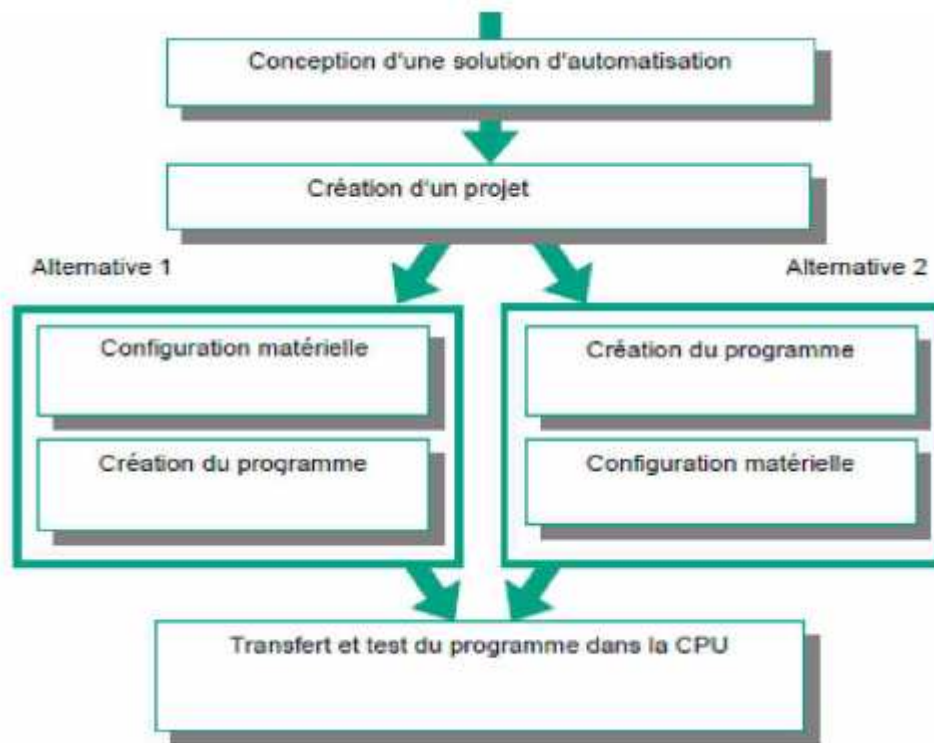 Conception d'une solution d'automatisation
Création d'un projet
Alternative 1
Alternative 2
Configuration matérielle
Création du programme
Création du programme
Configuration matérielle
Transfert et test du programme dans la CPU